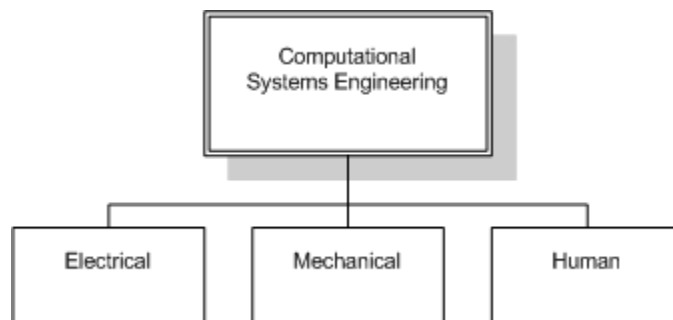 Computational
Systems Engineering
Electrical
Mechanical
Human